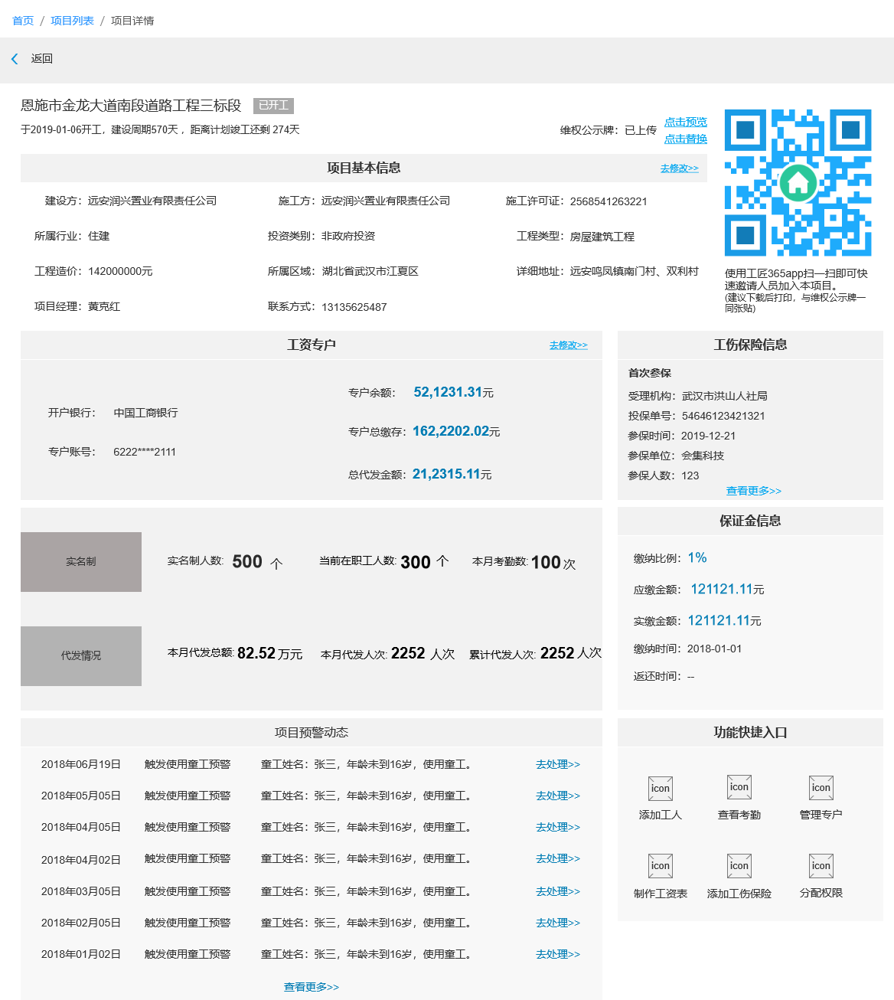 首页 / 项目列表 / 项目详情
返回
恩施市金龙大道南段道路工程三标段 已开工
于2019-01-06开工，建设周期570天 ，距离计划竣工还剩 274天
维权公示牌：已上传 点击预览
点击替换
项目基本信息 去修改>>
建设方：远安润兴置业有限责任公司 施工方：远安润兴置业有限责任公司 施工许可证：2568541263221
所属行业：住建 投资类别：非政府投资 工程类型：房屋建筑工程
工程造价：142000000元 所属区域：湖北省武汉市江夏区 详细地址：远安鸣凤镇南门村、双利村
项目经理：黄克红 联系方式：13135625487
使用工匠365app扫一扫即可快
速邀请人员加入本项目。
(建议下载后打印，与维权公示牌一
同张贴)
工资专户 去修改>>
开户银行： 中国工商银行
专户账号： 6222****2111
专户余额： 52,1231.31元
专户总缴存：162,2202.02元
总代发金额：21,2315.11元
工伤保险信息
首次参保
受理机构：武汉市洪山人社局
投保单号：54646123421321
参保时间：2019-12-21
参保单位：会集科技
参保人数：123
查看更多>>
实名制 实名制人数: 500 个 当前在职工人数: 300 个 本月考勤数: 100 次
代发情况 本月代发总额: 82.52 万元 本月代发人次: 2252 人次 累计代发人次: 2252 人次
保证金信息
缴纳比例：1%
应缴金额： 121121.11元
实缴金额：121121.11元
缴纳时间：2018-01-01
返还时间：--
项目预警动态
2018年06月19日 触发使用童工预警 童工姓名：张三，年龄未到16岁，使用童工。 去处理>>
2018年05月05日 触发使用童工预警 童工姓名：张三，年龄未到16岁，使用童工。 去处理>>
2018年04月05日 触发使用童工预警 童工姓名：张三，年龄未到16岁，使用童工。 去处理>>
2018年04月02日 触发使用童工预警 童工姓名：张三，年龄未到16岁，使用童工。 去处理>>
2018年03月05日 触发使用童工预警 童工姓名：张三，年龄未到16岁，使用童工。 去处理>>
2018年02月05日 触发使用童工预警 童工姓名：张三，年龄未到16岁，使用童工。 去处理>>
2018年01月02日 触发使用童工预警 童工姓名：张三，年龄未到16岁，使用童工。 去处理>>
查看更多>>
功能快捷入口
icon icon icon
添加工人 查看考勤 管理专户
icon icon icon
制作工资表 添加工伤保险 分配权限